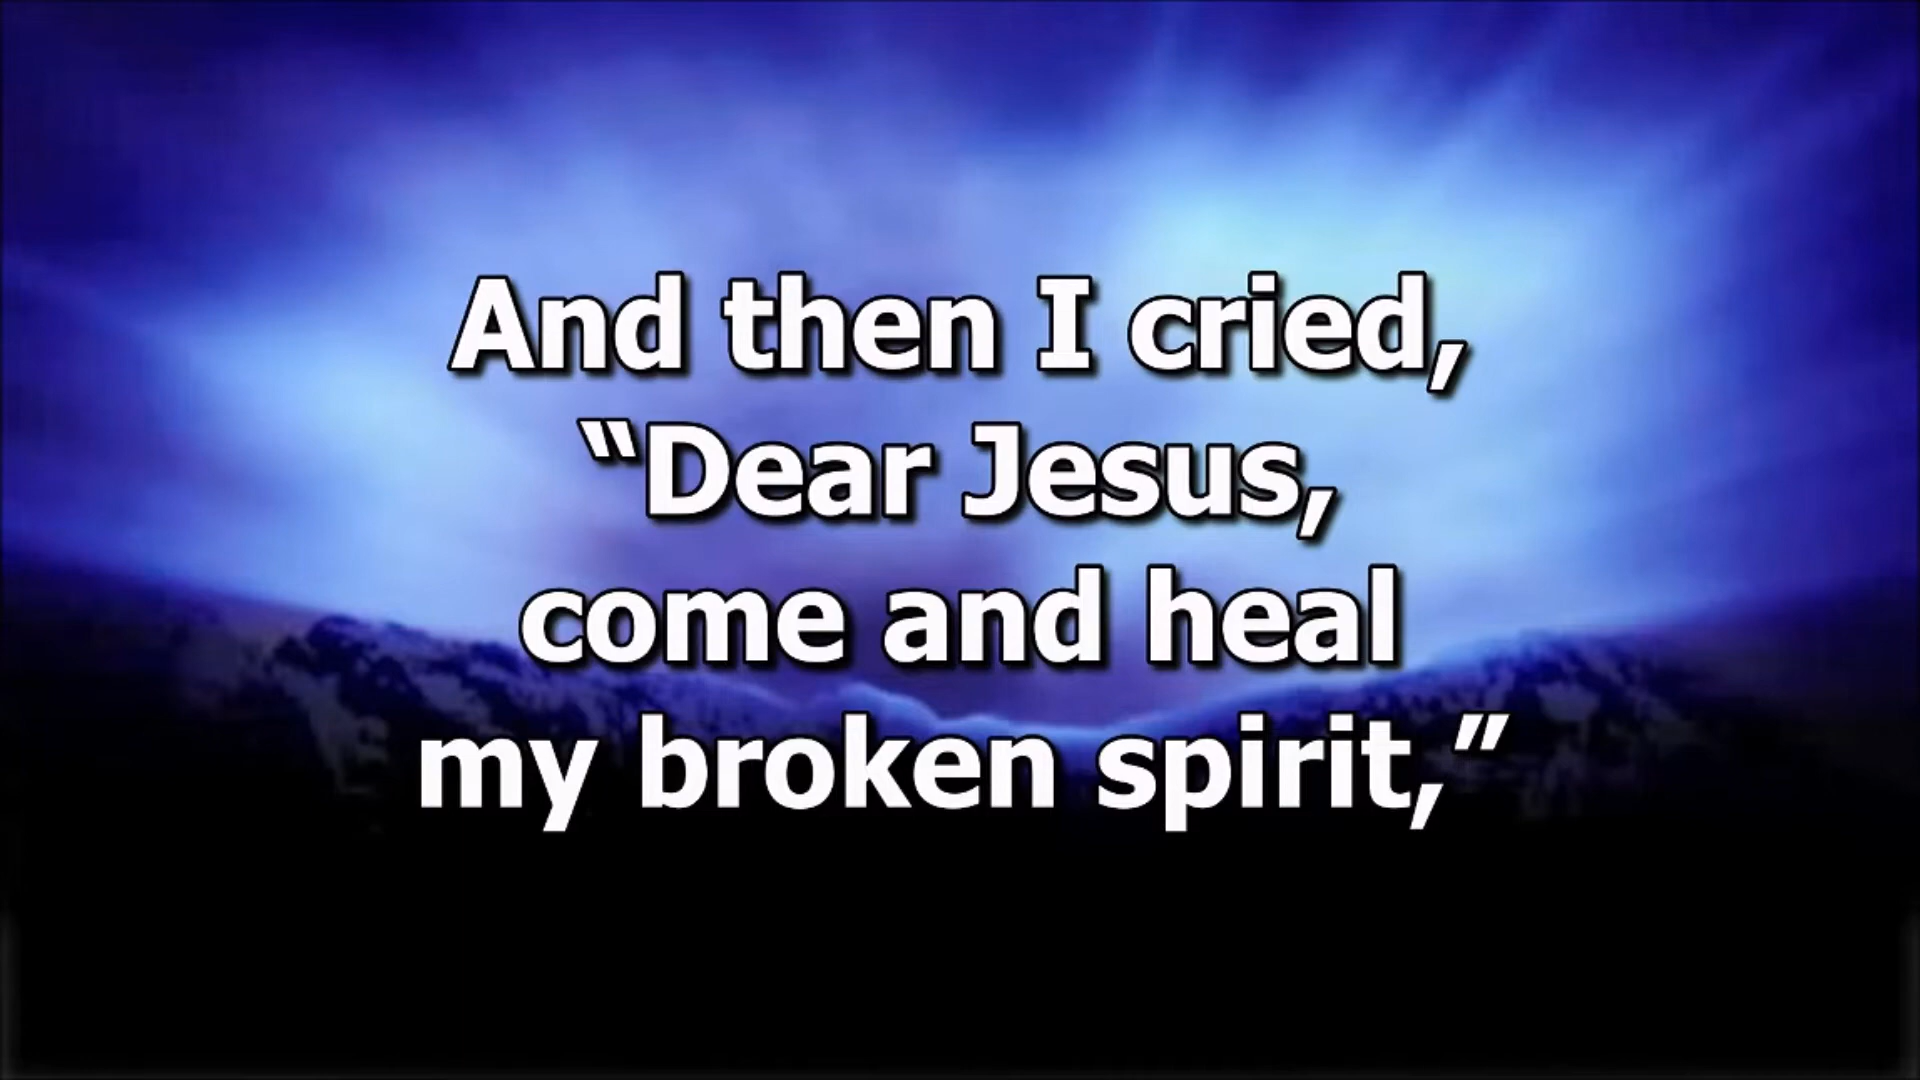 And then I cried,
“Dear Jesus,
come and heal
my broken spirit,”